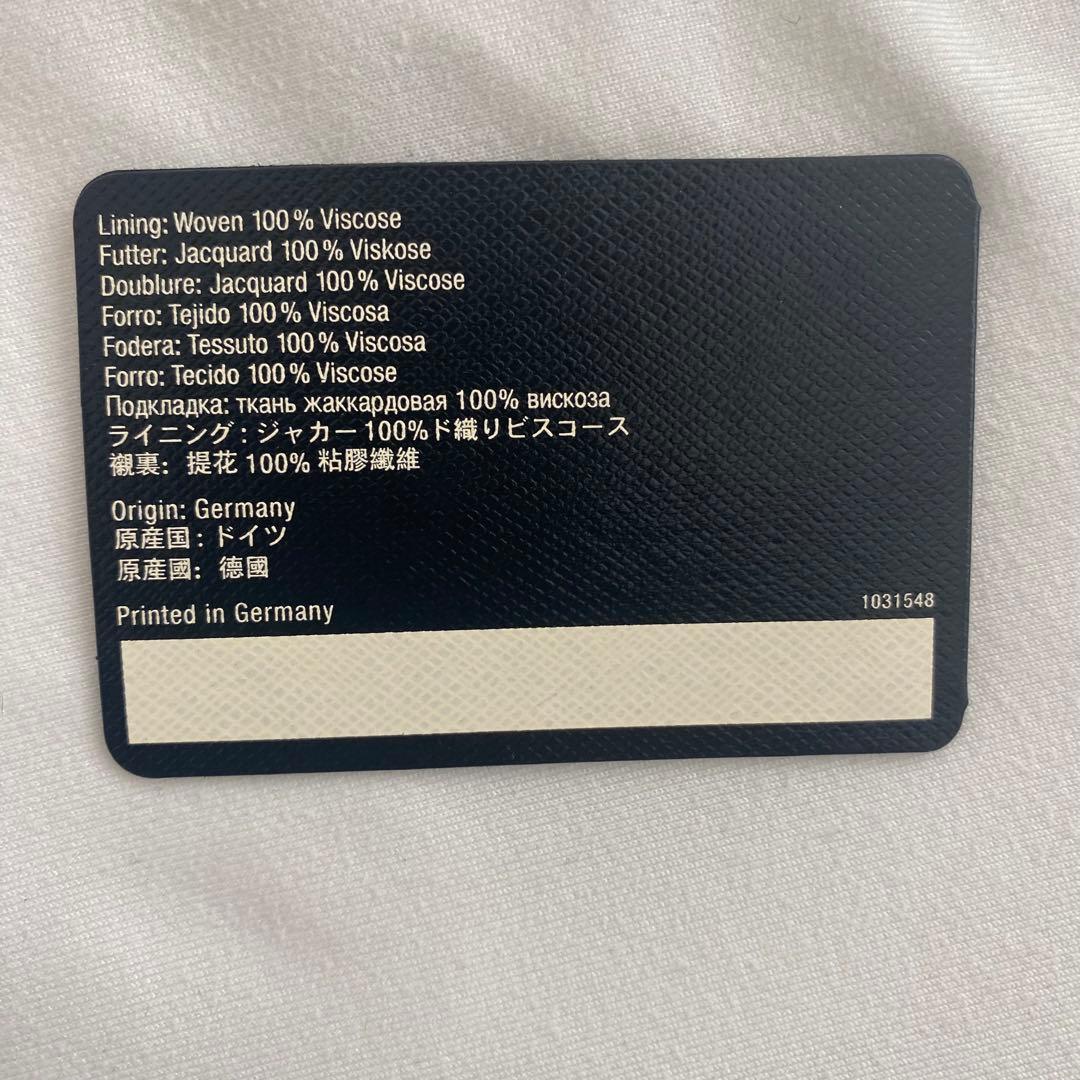 Lining: Woven 100% Viscose
Futter: Jacquard 100% Viskose
Doublure: Jacquard 100% Viscose
Forro: Tejido 100% Viscosa
Fodera: Tessuto 100% Viscosa
Forro: Tecido 100% Viscose
Подкладка: ткань жаккардовая 100% вискоза
ライニング: ジャカー100%ド織りビスコース
襯裏: 提花 100% 粘膠纖維
Origin: Germany
原産国: ドイツ
原産國: 德國
Printed in Germany
1031548